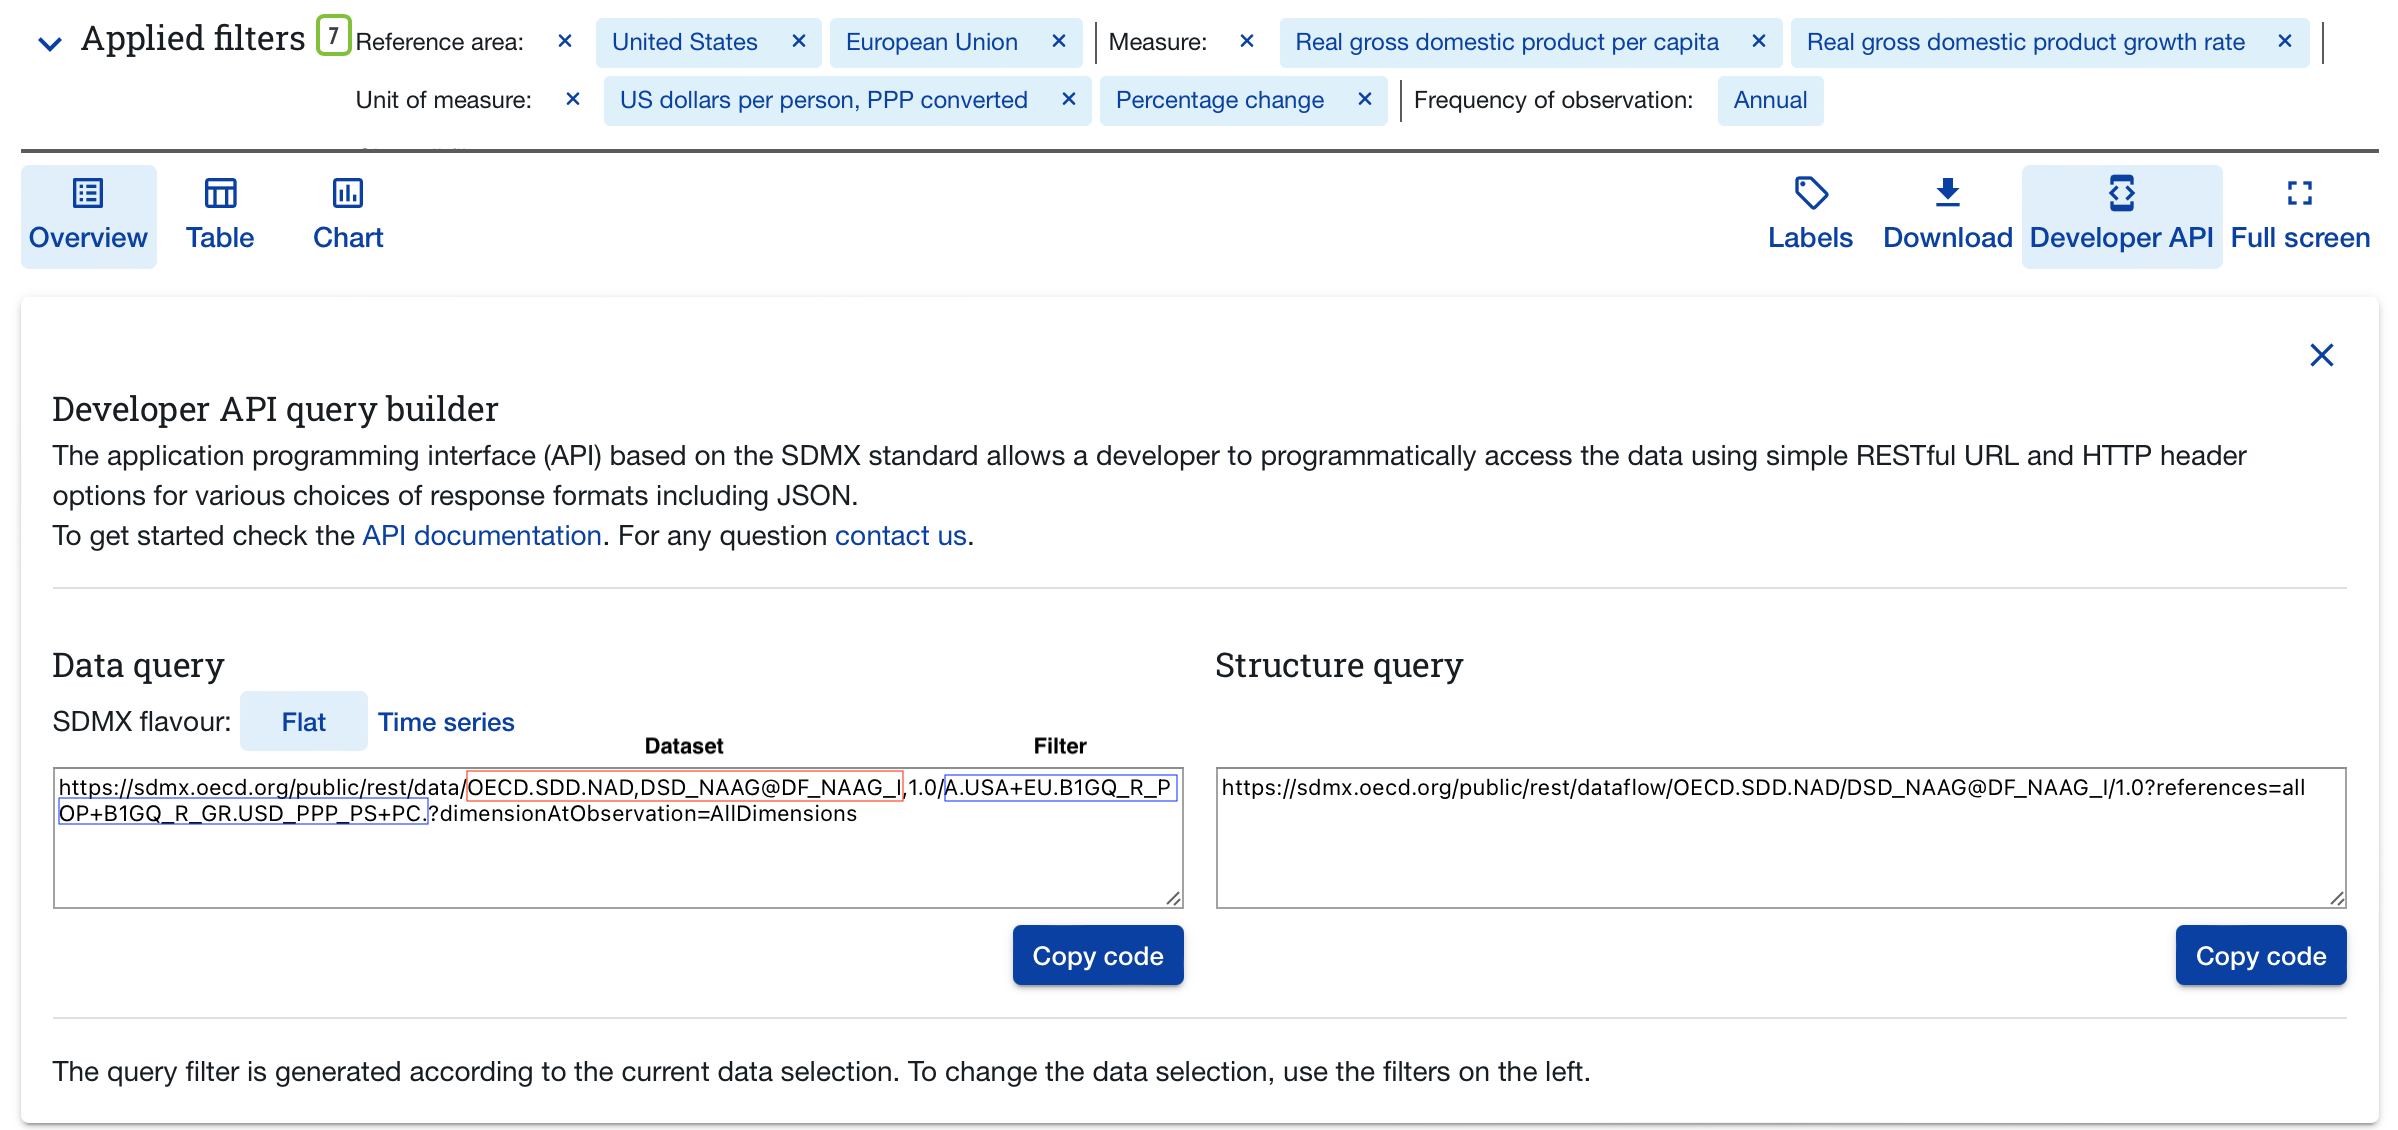 Applied filters 7 Reference area: × United States × European Union × Measure: × Real gross domestic product per capita × Real gross domestic product growth rate ×
Unit of measure: × US dollars per person, PPP converted × Percentage change × Frequency of observation: Annual
Overview Table Chart Labels Download Developer API Full screen
Developer API query builder
The application programming interface (API) based on the SDMX standard allows a developer to programmatically access the data using simple RESTful URL and HTTP header
options for various choices of response formats including JSON.
To get started check the API documentation. For any question contact us.
Data query
SDMX flavour: Flat Time series
Dataset Filter
https://sdmx.oecd.org/public/rest/data/OECD.SDD.NAD,DSD_NAAG@DF_NAAG_I,1.0/A.USA+EU.B1GQ_R_P
OP+B1GQ_R_GR.USD_PPP_PS+PC.?dimensionAtObservation=AllDimensions
Copy code
Structure query
https://sdmx.oecd.org/public/rest/dataflow/OECD.SDD.NAD/DSD_NAAG@DF_NAAG_I/1.0?references=all
Copy code
The query filter is generated according to the current data selection. To change the data selection, use the filters on the left.